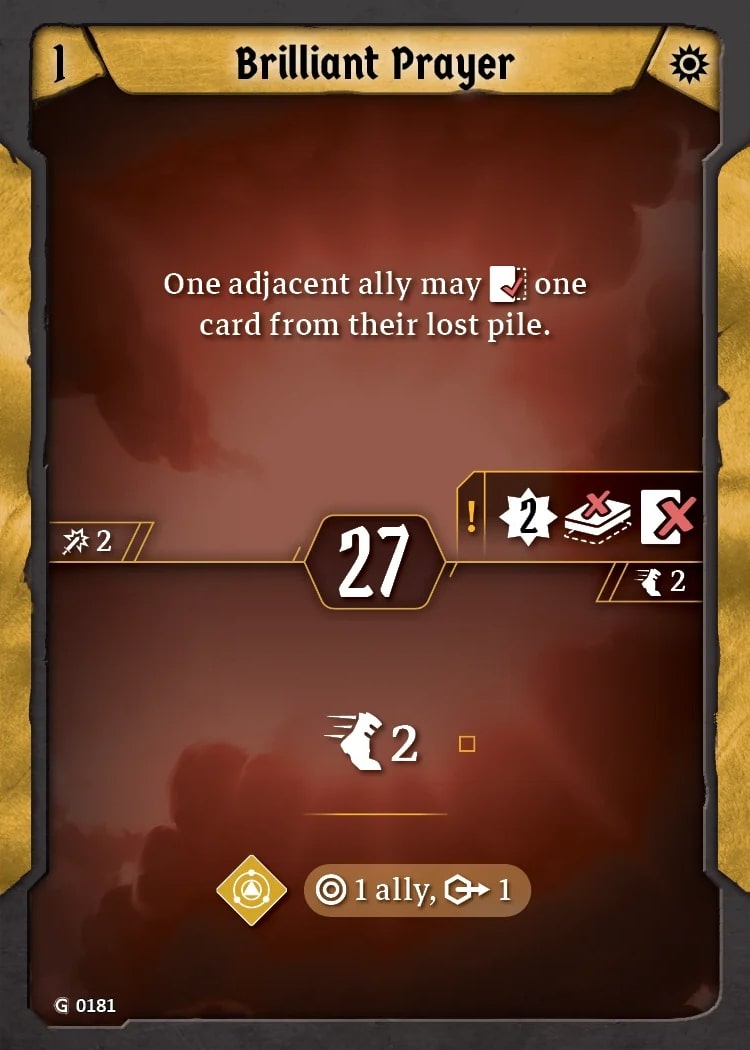 1
Brilliant Prayer
One adjacent ally may one
card from their lost pile.
! 2
2
27
2
2
1 ally, 1
G 0181